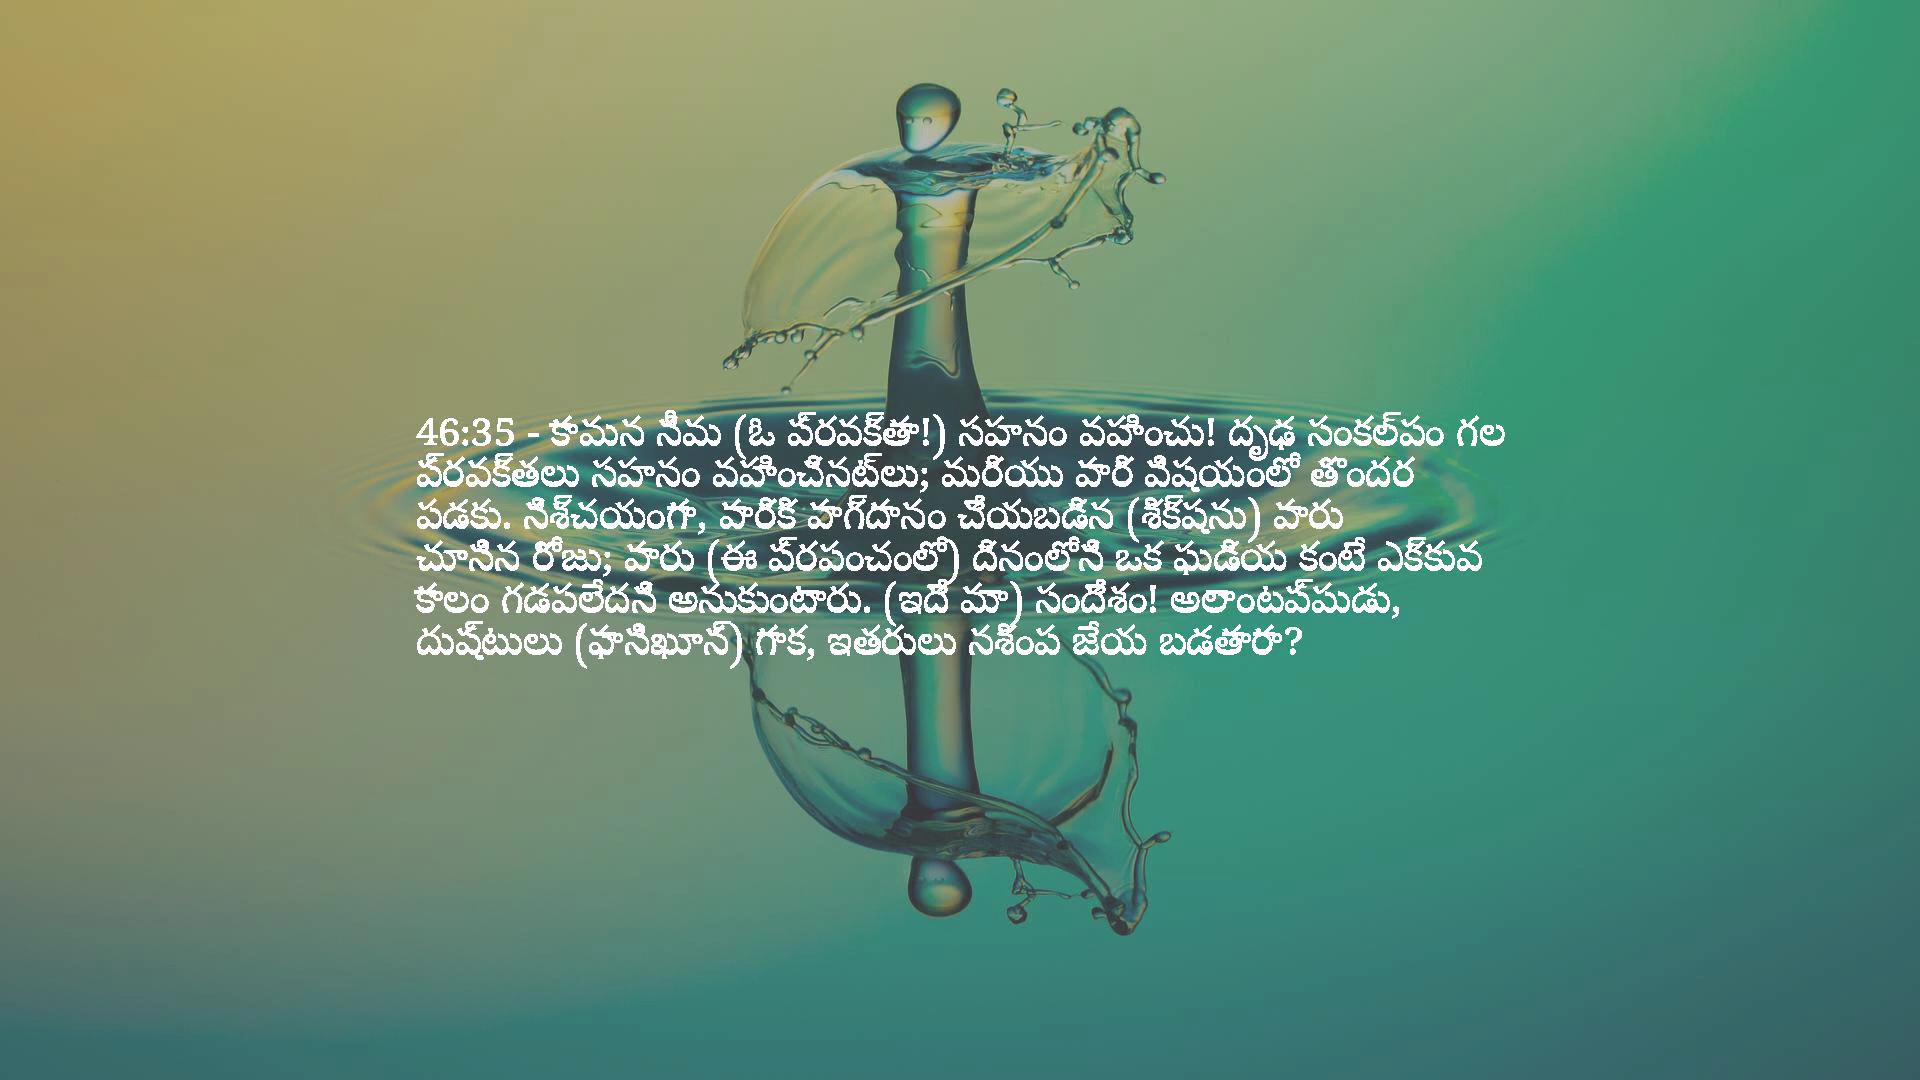 46:35 - కావున నీవు (ఓ ప్రవక్తా!) సహనం వహించు! దృఢ సంకల్పం గల
ప్రవక్తలు సహనం వహించినట్లు; మరియు వారి విషయంలో తొందర
పడకు. నిశ్చయంగా, వారికి వాగ్దానం చేయబడిన (శిక్షను) వారు
చూసిన రోజు; వారు (ఈ ప్రపంచంలో) దినంలోని ఒక ఘడియ కంటే ఎక్కువ
కాలం గడపలేదని అనుకుంటారు. (ఇదే మా) సందేశం! అలాంటప్పుడు,
దుష్టులు (ఫాసిఖూన్) గాక, ఇతరులు నశింప జేయ బడతారా?